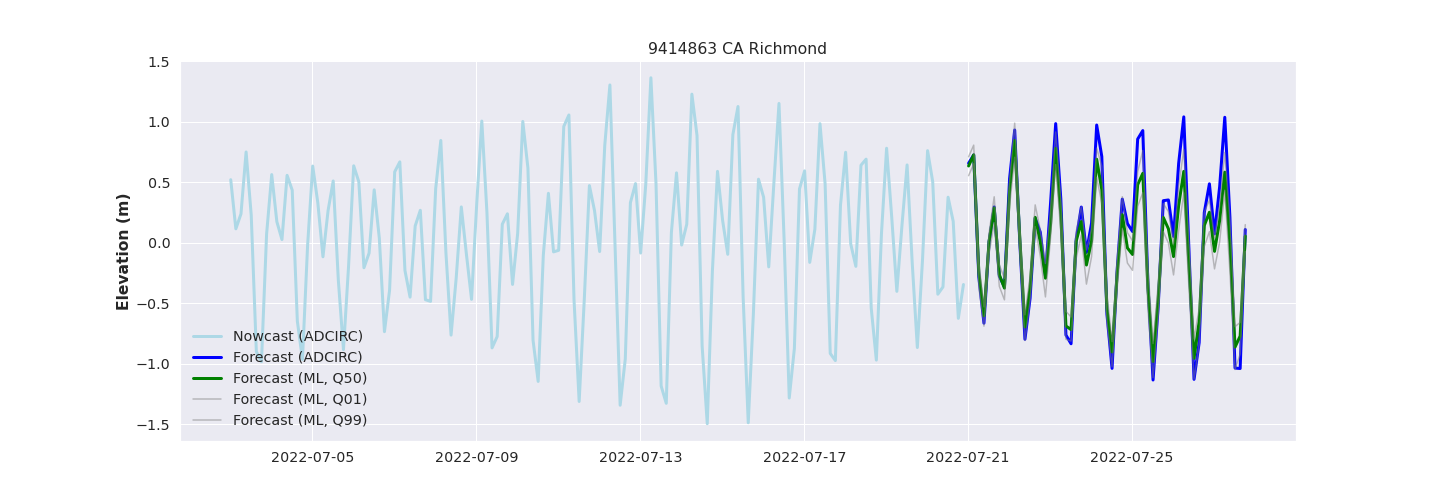 9414863 CA Richmond
1.5
1.0
0.5
0.0
−0.5
−1.0
−1.5
Elevation (m)
Nowcast (ADCIRC)
Forecast (ADCIRC)
Forecast (ML, Q50)
Forecast (ML, Q01)
Forecast (ML, Q99)
2022-07-05
2022-07-09
2022-07-13
2022-07-17
2022-07-21
2022-07-25